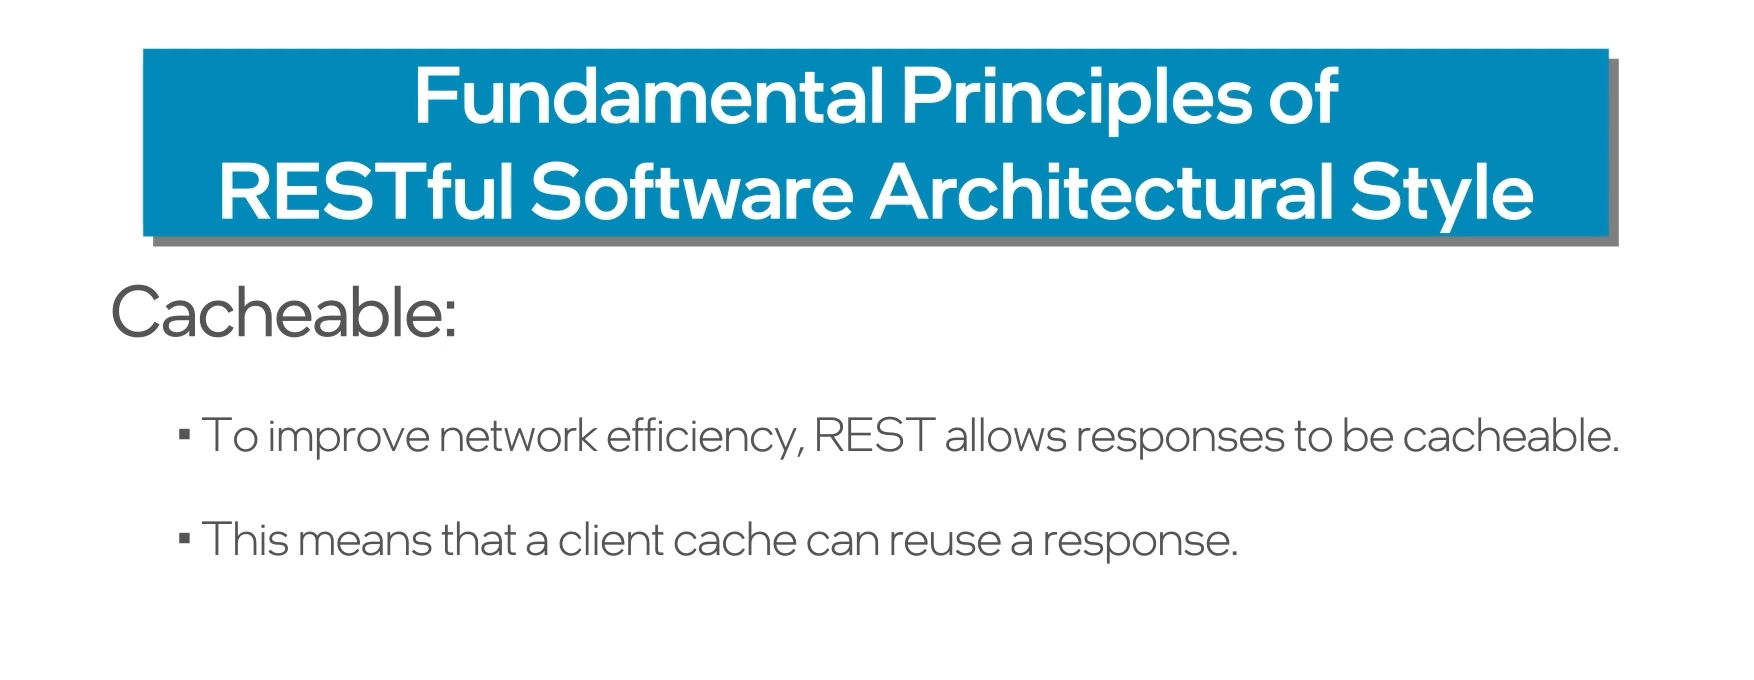 Fundamental Principles of
RESTful Software Architectural Style
Cacheable:
▪ To improve network efficiency, REST allows responses to be cacheable.
▪ This means that a client cache can reuse a response.